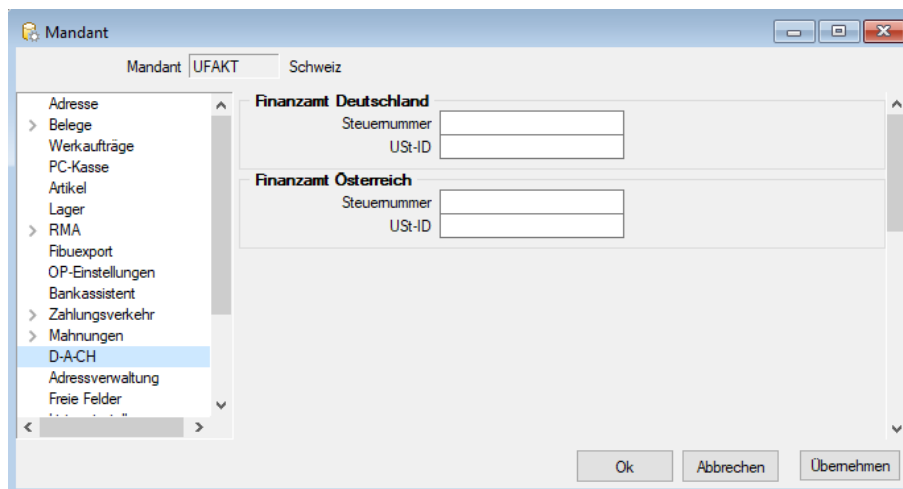 Mandant
Mandant UFAKT Schweiz
Adresse
Belege
Werkaufträge
PC-Kasse
Artikel
Lager
RMA
Fibuexport
OP-Einstellungen
Bankassistent
Zahlungsverkehr
Mahnungen
D-A-CH
Adressverwaltung
Freie Felder
Finanzamt Deutschland
Steuernummer
USt-ID
Finanzamt Österreich
Steuernummer
USt-ID
Ok Abbrechen Übernehmen